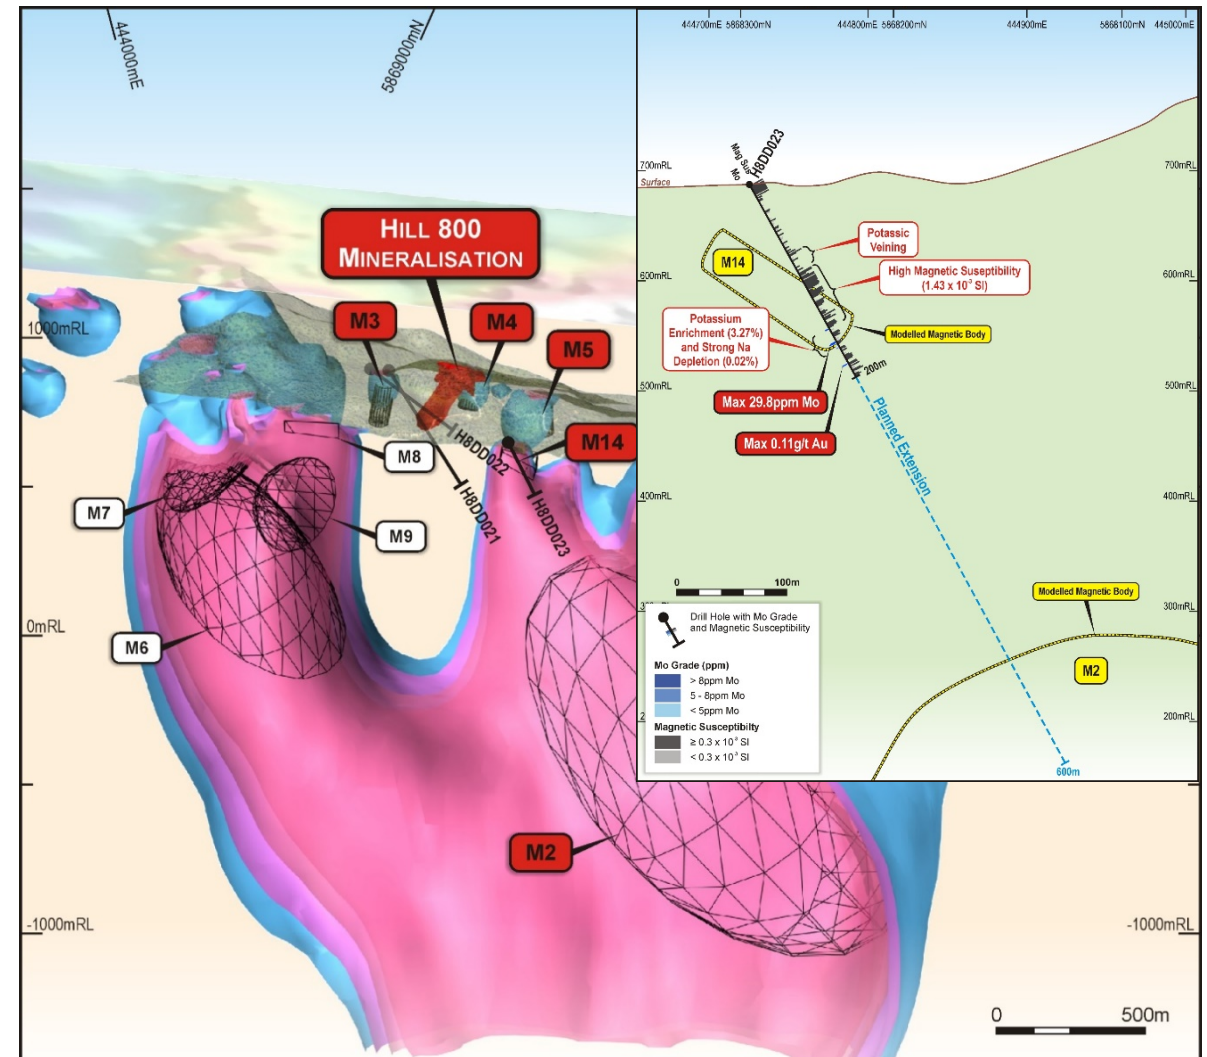 444000mE
5869000mN
HILL 800
MINERALISATION
M3
M4
M5
1000mRL
M14
M8
H8DD022
H8DD021
H8DD023
M7
M9
M6
0mRL
M2
-1000mRL
-1000mRL
0
500m
444700mE 5868300mN
444800mE 5868200mN
444900mE
5868100mN
445000mE
Mag Sus
Mo
H8DD023
700mRL
700mRL
Surface
Potassic
Veining
M14
600mRL
600mRL
High Magnetic Suseptibility
(1.43 x 10⁻³ SI)
Potassium
Enrichment (3.27%)
and Strong Na
Depletion (0.02%)
Modelled Magnetic Body
200m
500mRL
500mRL
Max 29.8ppm Mo
Max 0.11g/t Au
Planned Extension
400mRL
400mRL
0
100m
Modelled Magnetic Body
300mRL
M2
200mRL
600m
Drill Hole with Mo Grade
and Magnetic Susceptibility
Mo Grade (ppm)
> 8ppm Mo
5 - 8ppm Mo
< 5ppm Mo
Magnetic Susceptibilty
≥ 0.3 x 10⁻³ SI
< 0.3 x 10⁻³ SI